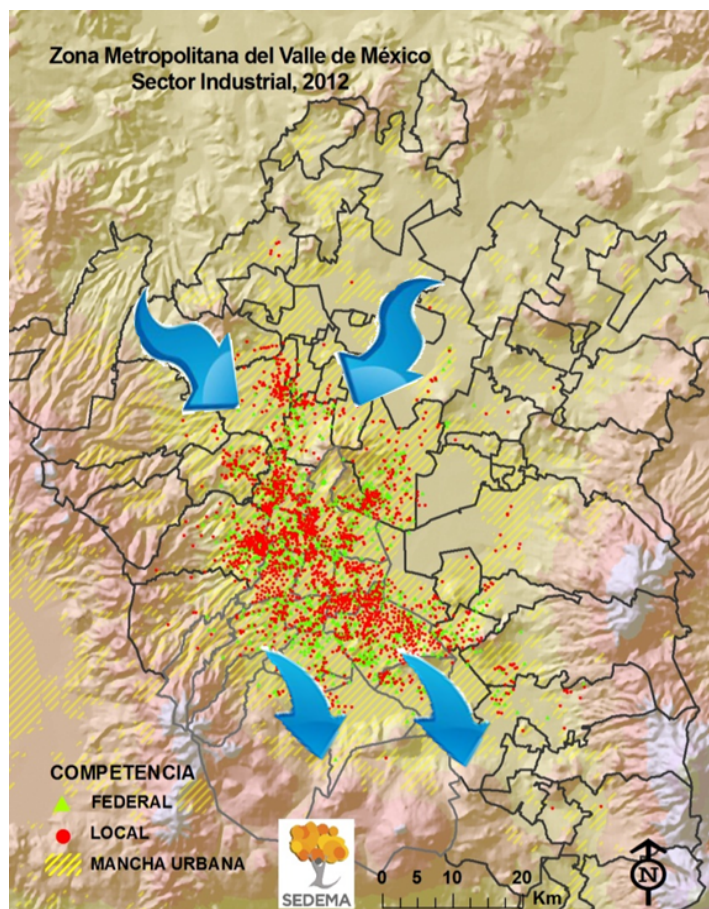 Zona Metropolitana del Valle de México
Sector Industrial, 2012
COMPETENCIA
FEDERAL
LOCAL
MANCHA URBANA
SEDEMA
0 5 10 20
Km
N